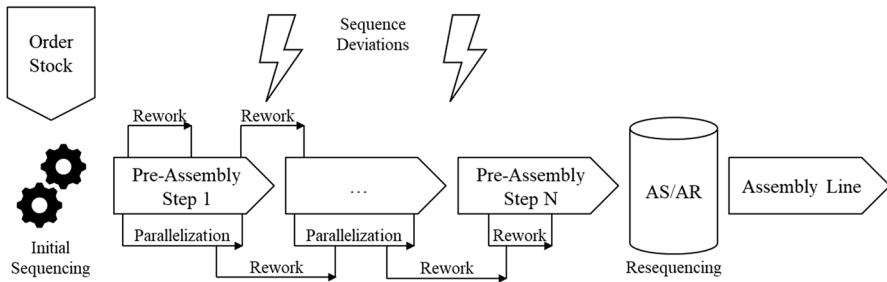 Order
Stock
Sequence
Deviations
Rework
Rework
Pre-Assembly
Step 1
...
Pre-Assembly
Step N
AS/AR
Assembly Line
Parallelization
Parallelization
Rework
Rework
Rework
Initial
Sequencing
Resequencing